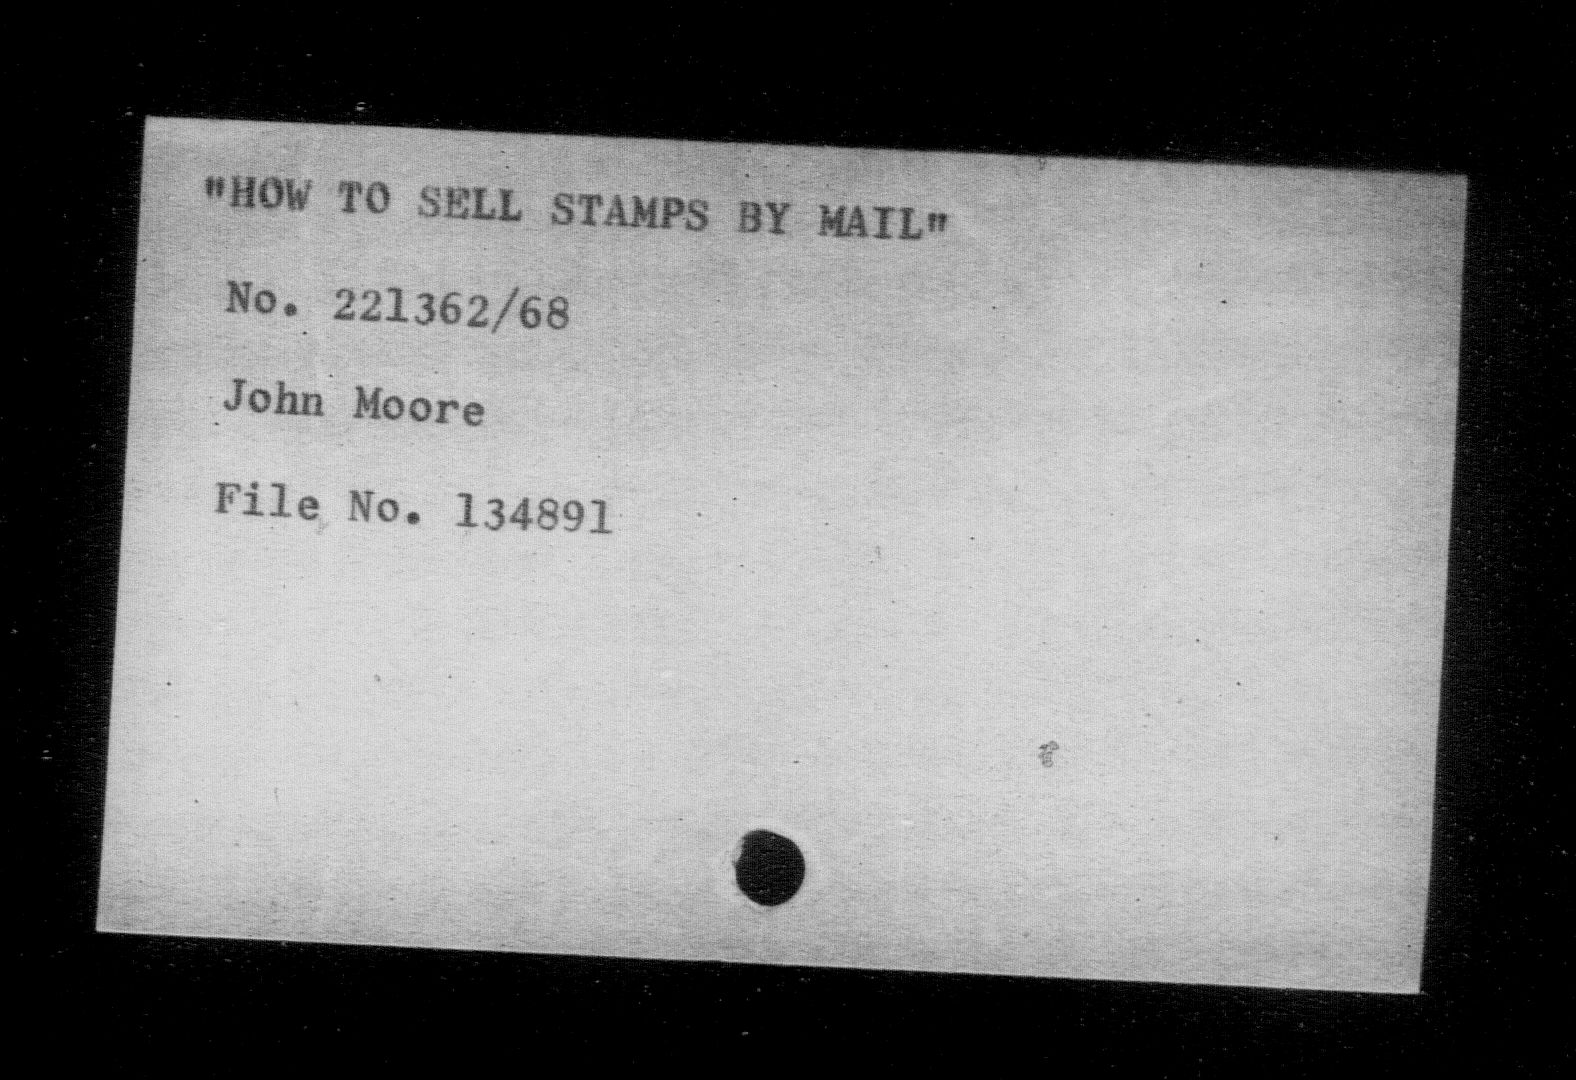 "HOW TO SELL STAMPS BY MAIL"
No. 221362/68
John Moore
File No. 134891